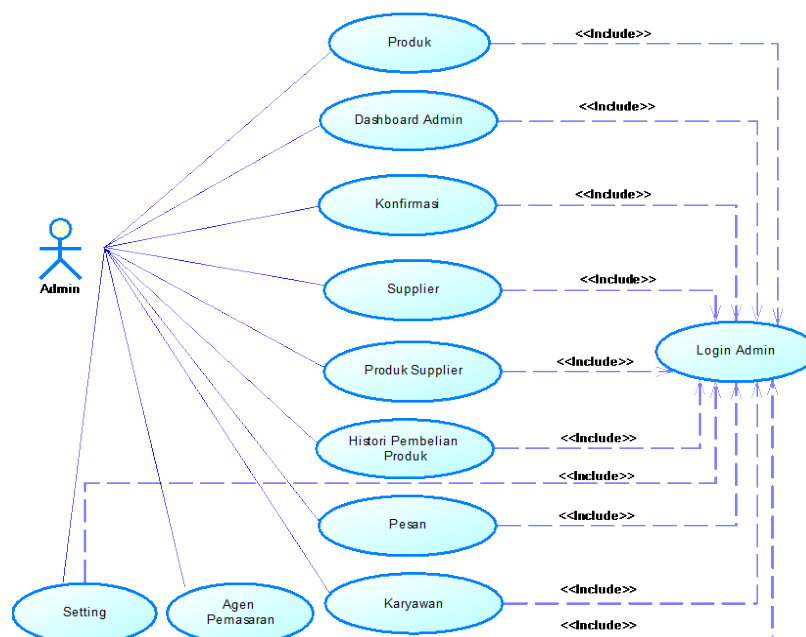 Produk
<<Include>>
Dashboard Admin
<<Include>>
Konfirmasi
<<Include>>
Admin
Supplier
<<Include>>
Login Admin
Produk Supplier
<<Include>>
Histori Pembelian
Produk
<<Include>>
<<Include>>
Pesan
<<Include>>
Setting
Agen
Pemasaran
Karyawan
<<Include>>
<<Include>>